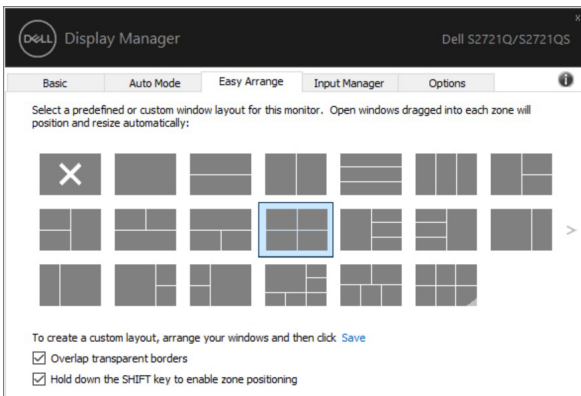 DELL Display Manager Dell S2721Q/S2721QS x
Basic Auto Mode Easy Arrange Input Manager Options i
Select a predefined or custom window layout for this monitor. Open windows dragged into each zone will
position and resize automatically:
>
To create a custom layout, arrange your windows and then click Save
Overlap transparent borders
Hold down the SHIFT key to enable zone positioning